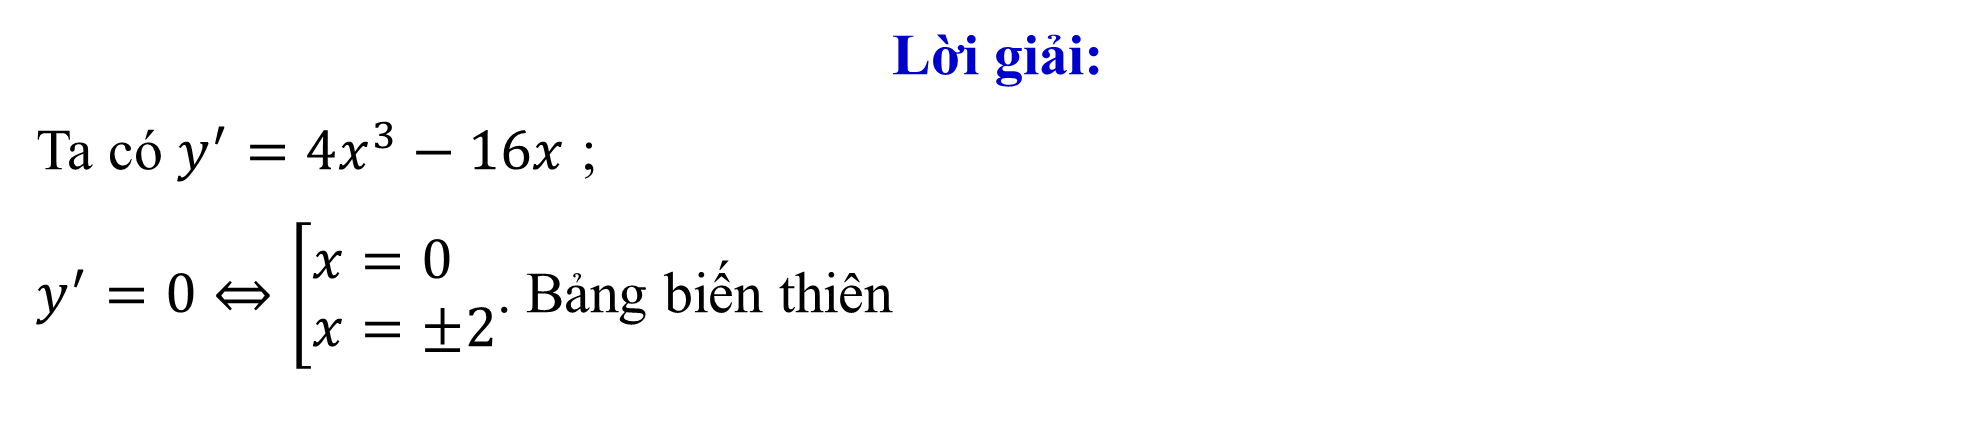 Lời giải:
Ta có y′ = 4x³ − 16x ;
y′ = 0 ⇔ [x = 0
x = ±2. Bảng biến thiên